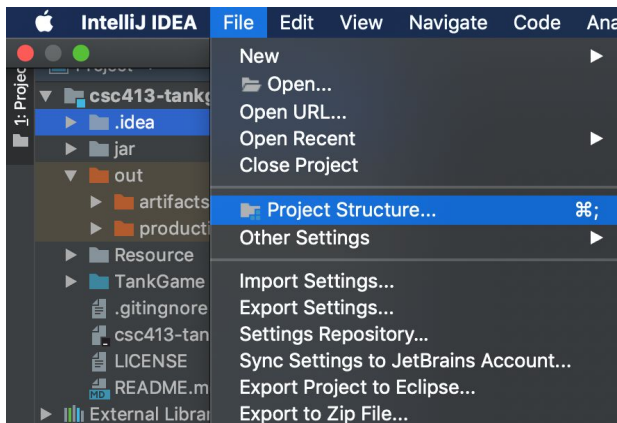 IntelliJ IDEA File Edit View Navigate Code Ana
1: Projec
csc413-tankg
.idea
jar
out
artifacts
producti
Resource
TankGame
.gitingnore
csc413-tan
LICENSE
README.m
External Librar
New
Open...
Open URL...
Open Recent
Close Project
Project Structure... ⌘;
Other Settings
Import Settings...
Export Settings...
Settings Repository...
Sync Settings to JetBrains Account...
Export Project to Eclipse...
Export to Zip File...